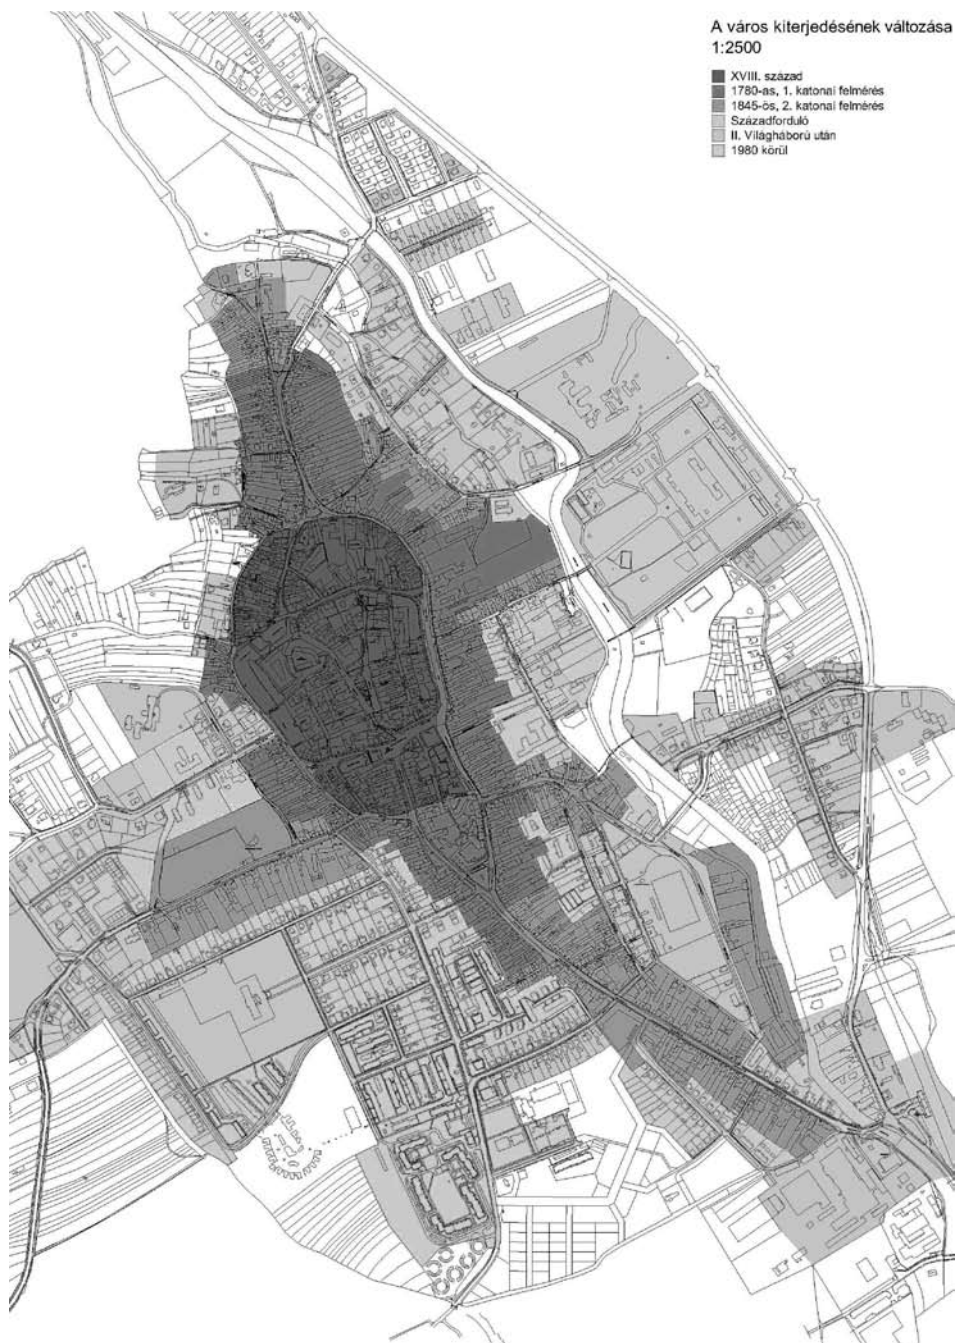 A város kiterjedésének változása
1:2500
XVIII. század
1780-as, 1. katonai felmérés
1845-ös, 2. katonai felmérés
Századforduló
II. Világháború után
1980 körül